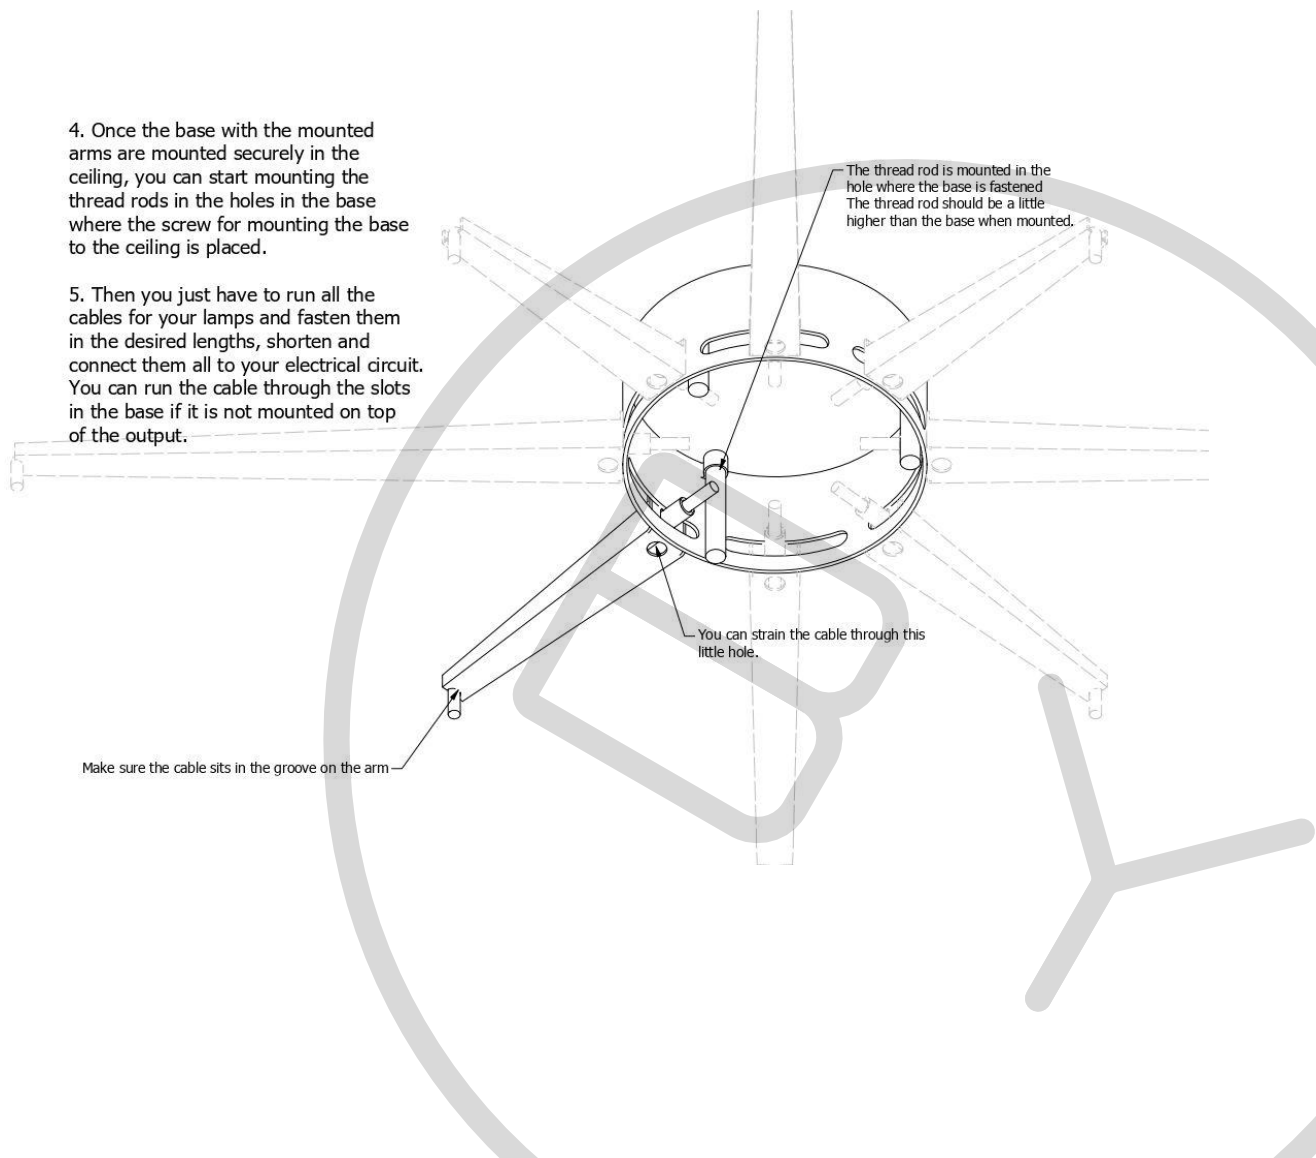 4. Once the base with the mounted
arms are mounted securely in the
ceiling, you can start mounting the
thread rods in the holes in the base
where the screw for mounting the base
to the ceiling is placed.
5. Then you just have to run all the
cables for your lamps and fasten them
in the desired lengths, shorten and
connect them all to your electrical circuit.
You can run the cable through the slots
in the base if it is not mounted on top
of the output.
The thread rod is mounted in the
hole where the base is fastened
The thread rod should be a little
higher than the base when mounted.
You can strain the cable through this
little hole.
Make sure the cable sits in the groove on the arm